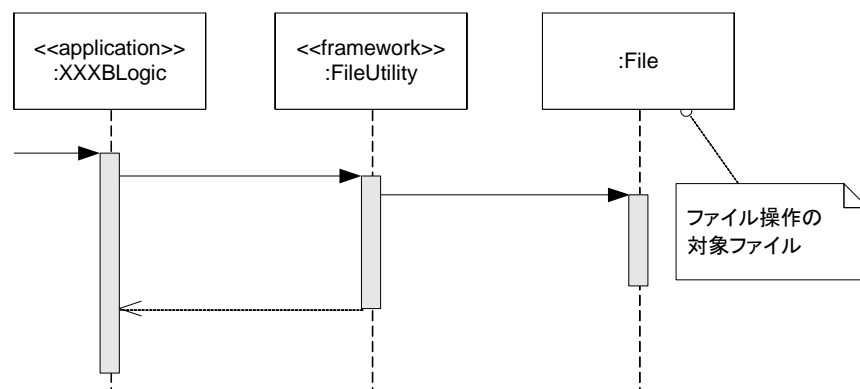 <<application>>
:XXXBLogic
<<framework>>
:FileUtility
:File
ファイル操作の
対象ファイル